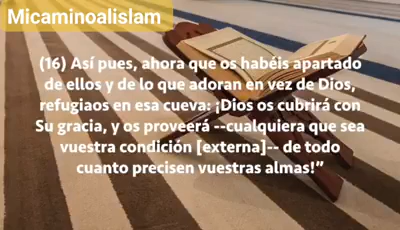 Micaminoalislam
(16) Así pues, ahora que os habéis apartado
de ellos y de lo que adoran en vez de Dios,
refugiaos en esa cueva: ¡Dios os cubrirá con
Su gracia, y os proveerá --cualquiera que sea
vuestra condición [externa]-- de todo
cuanto precisen vuestras almas!”